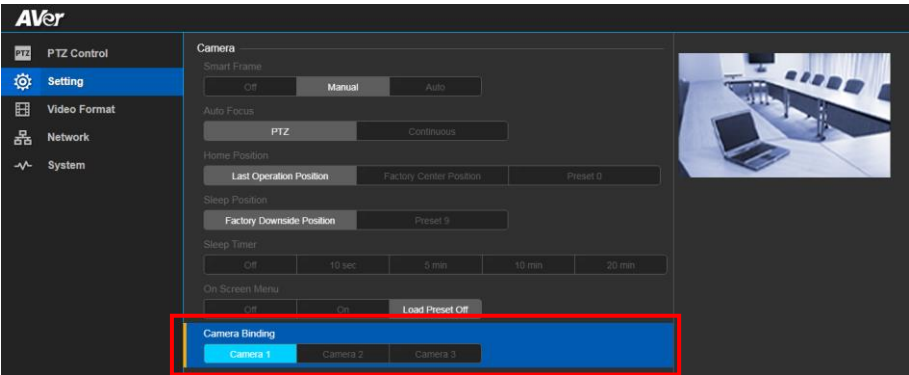 AVer
PTZ PTZ Control
Setting
Video Format
Network
System
Camera
Smart Frame
Off Manual Auto
Auto Focus
PTZ Continuous
Home Position
Last Operation Position Factory Center Position Preset 0
Sleep Position
Factory Downside Position Preset 9
Sleep Timer
Off 10 sec 5 min 10 min 20 min
On Screen Menu
Off On Load Preset Off
Camera Binding
Camera 1 Camera 2 Camera 3